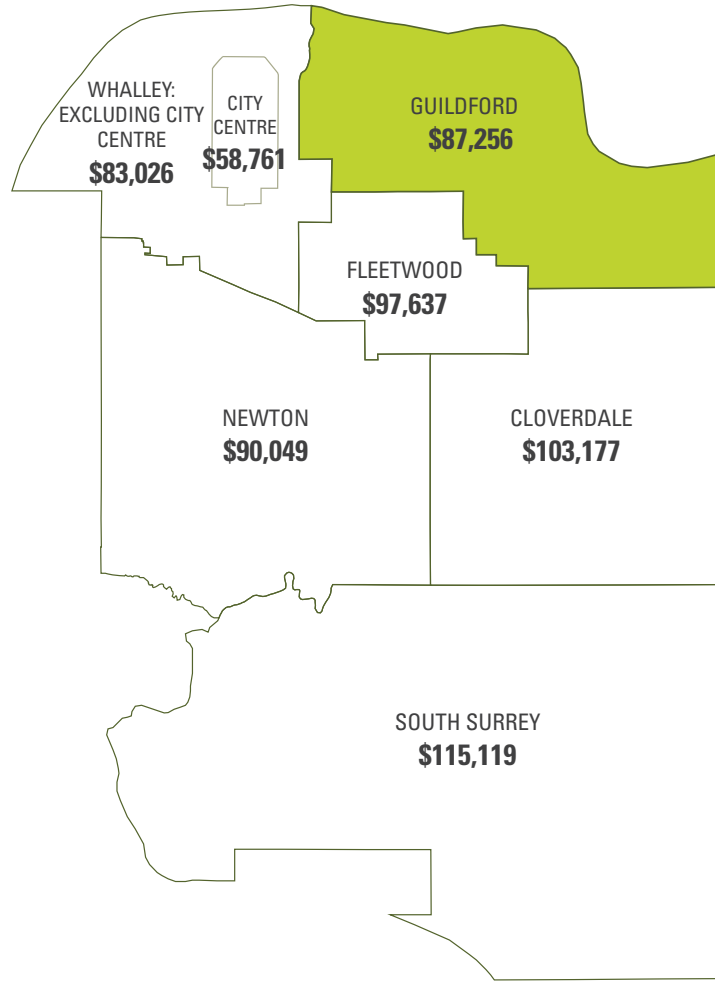 WHALLEY:
EXCLUDING CITY
CENTRE
$83,026
CITY
CENTRE
$58,761
GUILDFORD
$87,256
FLEETWOOD
$97,637
NEWTON
$90,049
CLOVERDALE
$103,177
SOUTH SURREY
$115,119